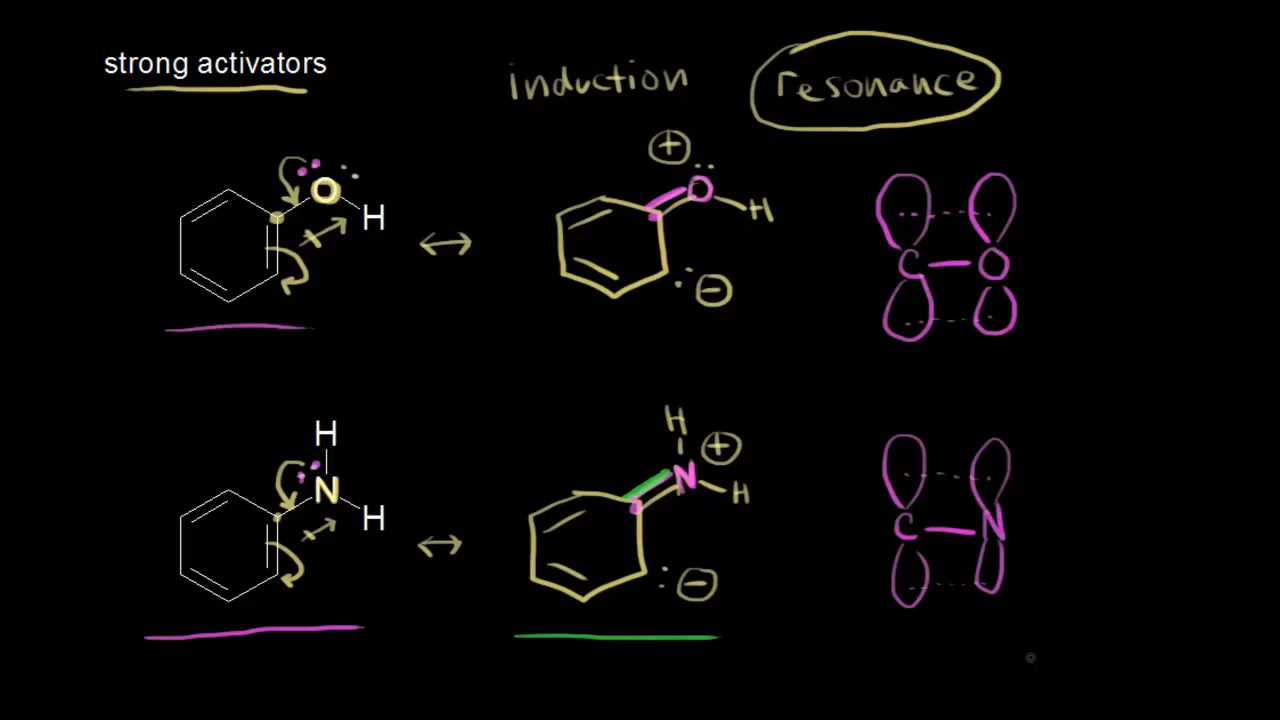 strong activators
induction resonance
+
O
H
O
H
−
C O
H
N
H
H
N
+
H
−
C N